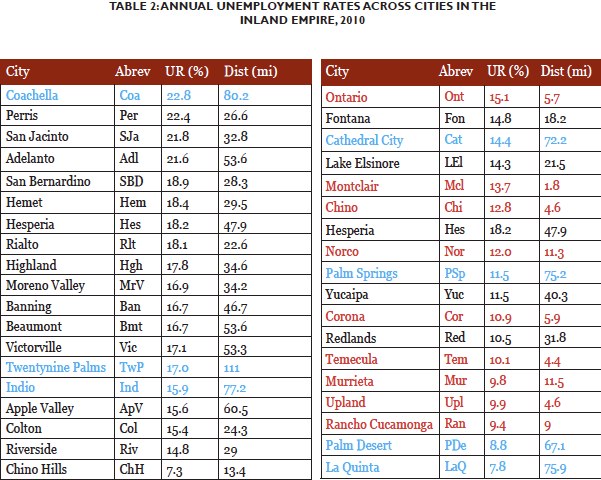 TABLE 2: ANNUAL UNEMPLOYMENT RATES ACROSS CITIES IN THE
INLAND EMPIRE, 2010
City Abrev UR (%) Dist (mi)
Coachella Coa 22.8 80.2
Perris Per 22.4 26.6
San Jacinto SJa 21.8 32.8
Adelanto Adl 21.6 53.6
San Bernardino SBD 18.9 28.3
Hemet Hem 18.4 29.5
Hesperia Hes 18.2 47.9
Rialto Rlt 18.1 22.6
Highland Hgh 17.8 34.6
Moreno Valley MrV 16.9 34.2
Banning Ban 16.7 46.7
Beaumont Bmt 16.7 53.6
Victorville Vic 17.1 53.3
Twentynine Palms TwP 17.0 111
Indio Ind 15.9 77.2
Apple Valley ApV 15.6 60.5
Colton Col 15.4 24.3
Riverside Riv 14.8 29
Chino Hills ChH 7.3 13.4
City Abrev UR (%) Dist (mi)
Ontario Ont 15.1 5.7
Fontana Fon 14.8 18.2
Cathedral City Cat 14.4 72.2
Lake Elsinore LEl 14.3 21.5
Montclair Mcl 13.7 1.8
Chino Chi 12.8 4.6
Hesperia Hes 18.2 47.9
Norco Nor 12.0 11.3
Palm Springs PSp 11.5 75.2
Yucaipa Yuc 11.5 40.3
Corona Cor 10.9 5.9
Redlands Red 10.5 31.8
Temecula Tem 10.1 4.4
Murrieta Mur 9.8 11.5
Upland Upl 9.9 4.6
Rancho Cucamonga Ran 9.4 9
Palm Desert PDe 8.8 67.1
La Quinta LaQ 7.8 75.9